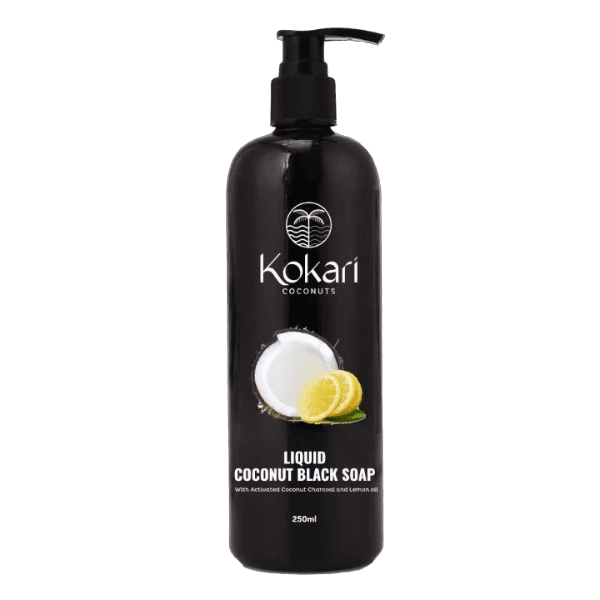 Kokari
COCONUTS
LIQUID
COCONUT BLACK SOAP
With Activated Coconut Charcoal and Lemon oil
250ml